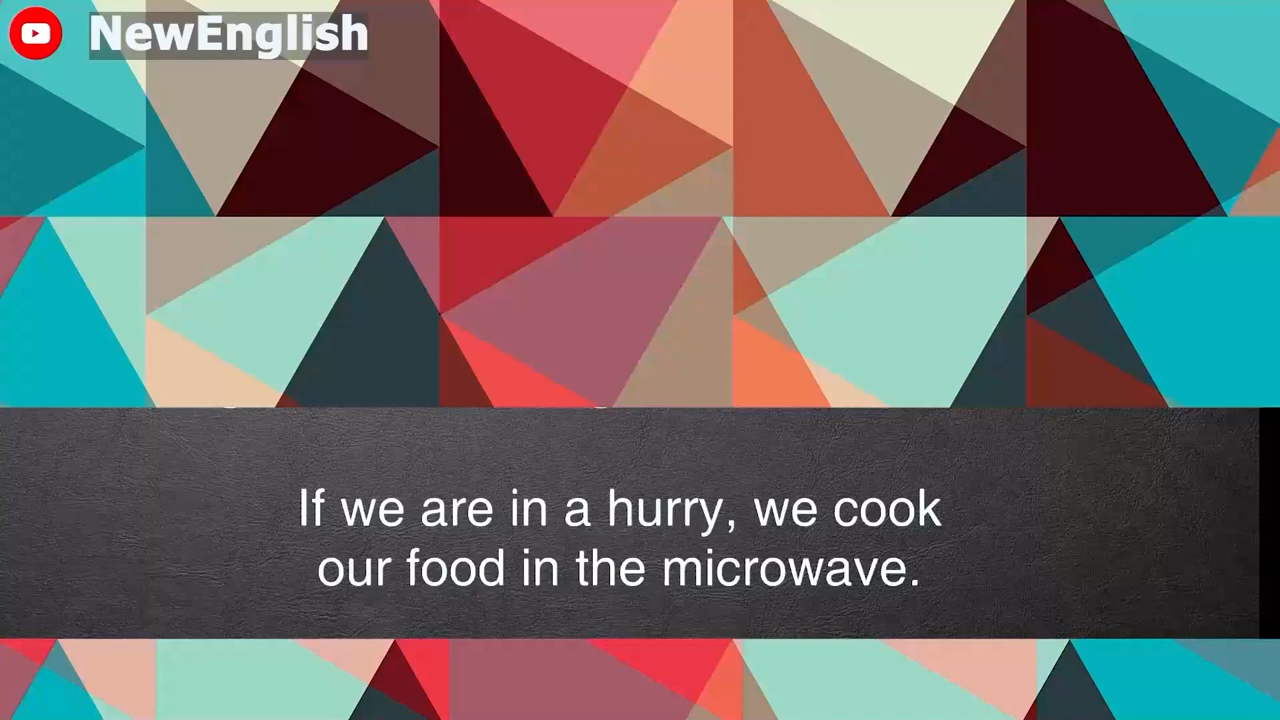 NewEnglish
If we are in a hurry, we cook
our food in the microwave.